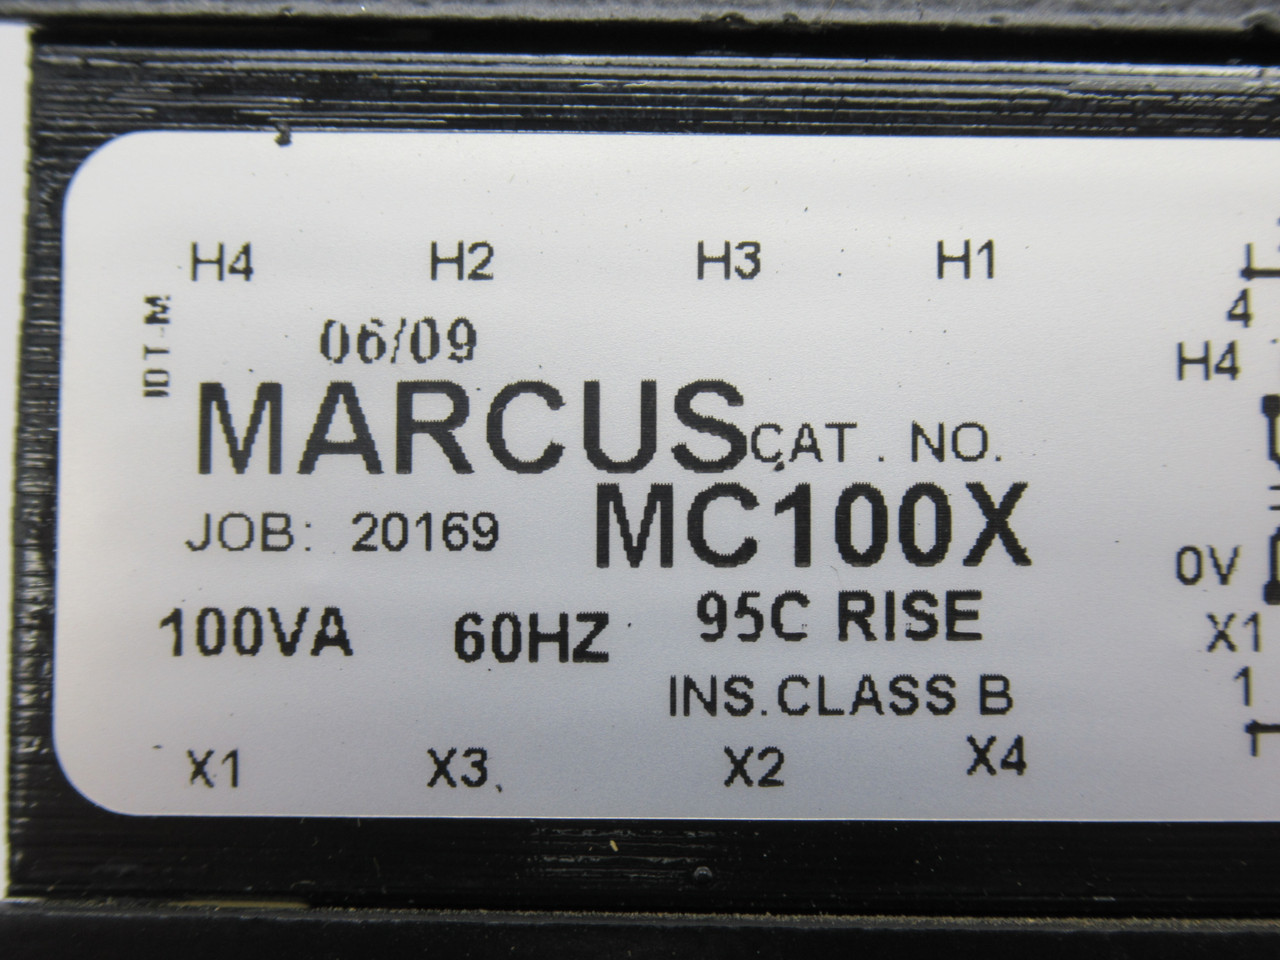 H4 H2 H3 H1
IDT-M
06/09
MARCUS CAT. NO.
JOB: 20169 MC100X
100VA 60HZ 95C RISE
INS. CLASS B
X1 X3 X2 X4
4
H4
0V
X1
1